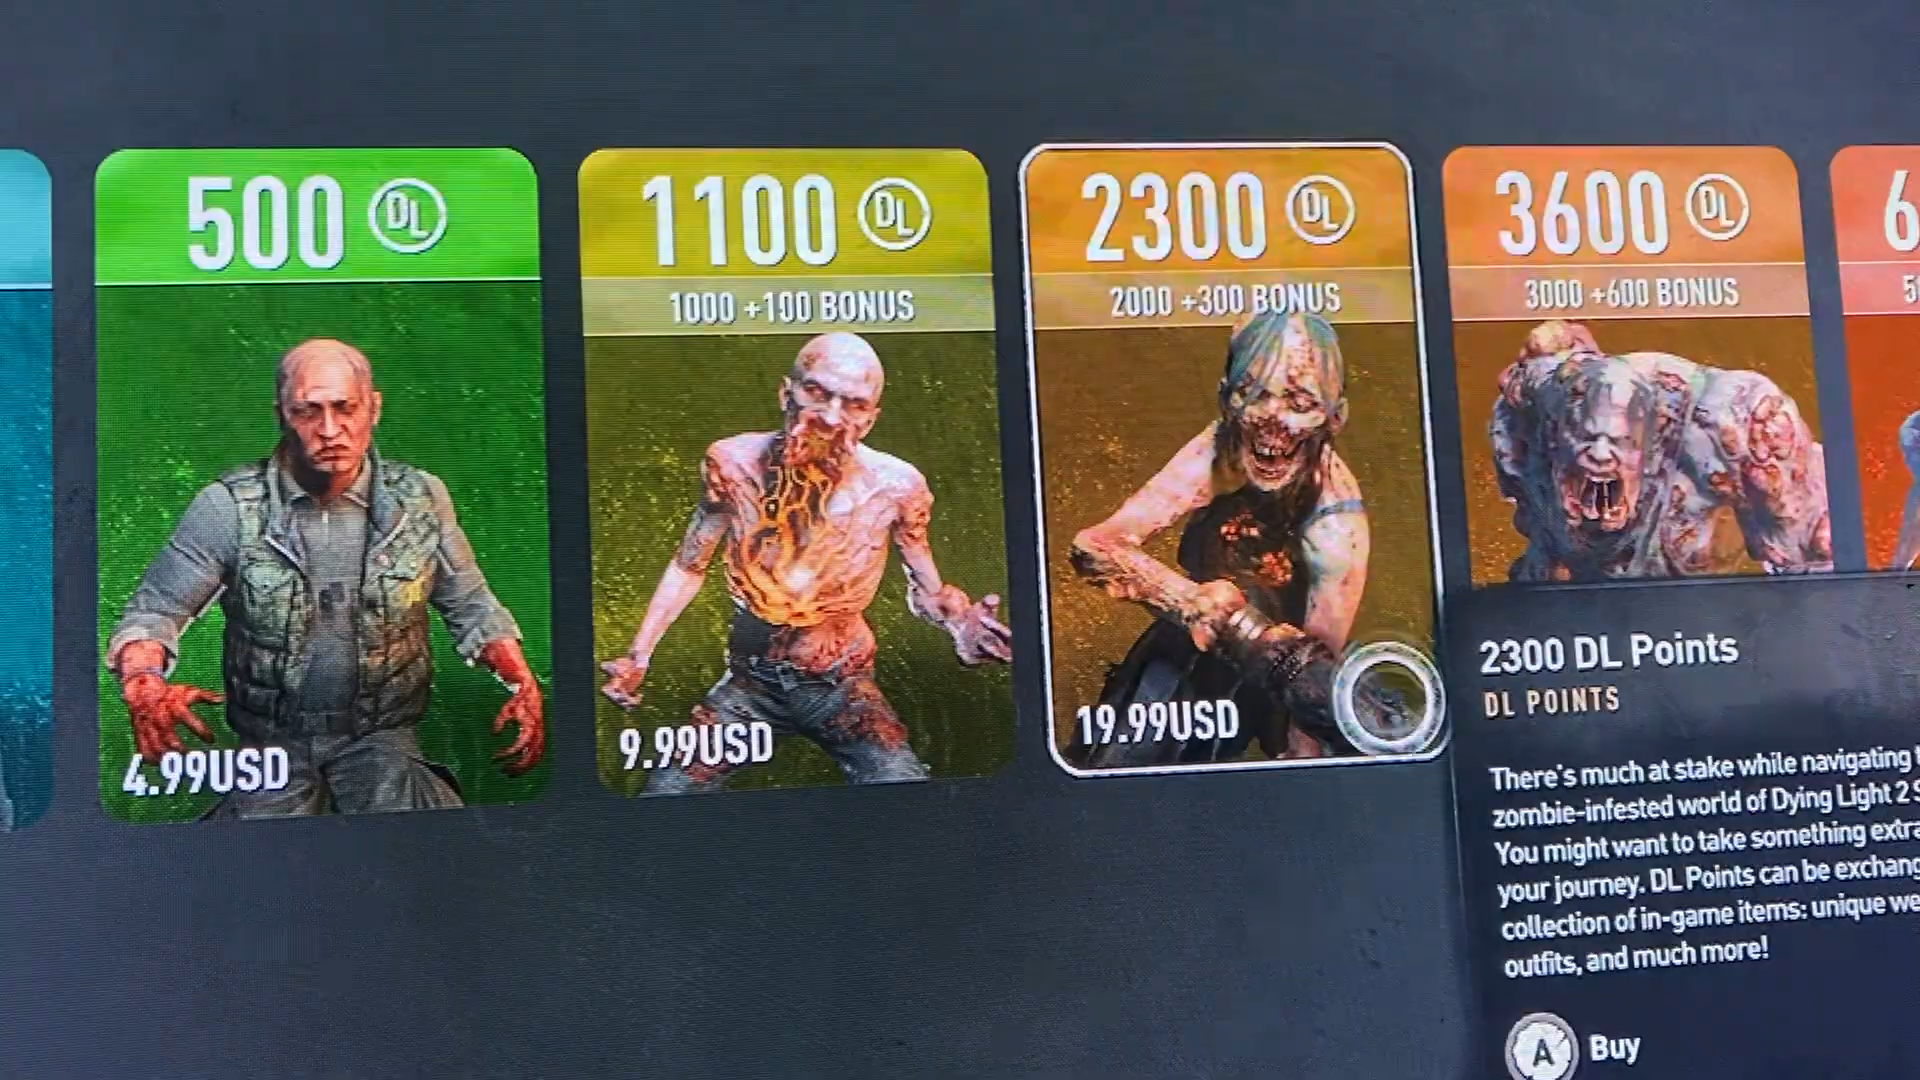 500 DL
4.99USD
1100 DL
1000 +100 BONUS
9.99USD
2300 DL
2000 +300 BONUS
19.99USD
3600 DL
3000 +600 BONUS
6
2300 DL Points
DL POINTS
There's much at stake while navigating
zombie-infested world of Dying Light 2
You might want to take something extra
your journey. DL Points can be
collection of in-game items: unique
outfits, and much more!
A Buy